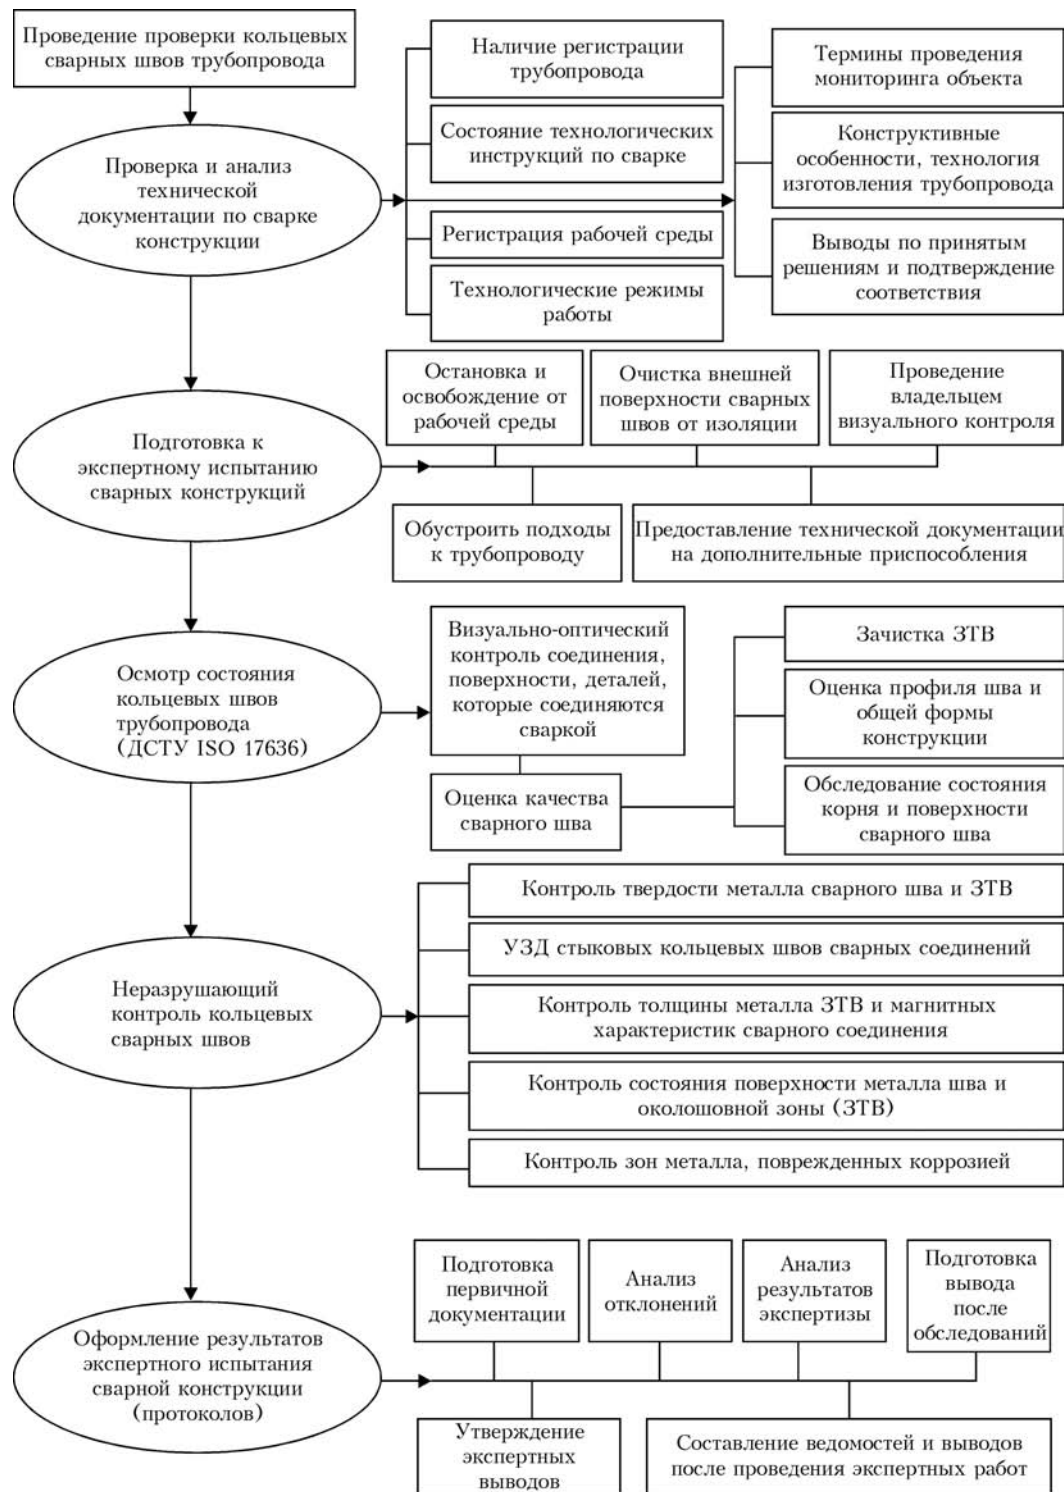 Проведение проверки кольцевых
сварных швов трубопровода
Проверка и анализ
технической
документации по сварке
конструкции
Наличие регистрации
трубопровода
Состояние технологических
инструкций по сварке
Регистрация рабочей среды
Технологические режимы
работы
Термины проведения
мониторинга объекта
Конструктивные
особенности, технология
изготовления трубопровода
Выводы по принятым
решениям и подтверждение
соответствия
Подготовка к
экспертному испытанию
сварных конструкций
Остановка и
освобождение от
рабочей среды
Очистка внешней
поверхности сварных
швов от изоляции
Проведение
владельцем
визуального контроля
Обустроить подходы
к трубопроводу
Предоставление технической документации
на дополнительные приспособления
Осмотр состояния
кольцевых швов
трубопровода
(ДСТУ ISO 17636)
Визуально-оптический
контроль соединения,
поверхности, деталей,
которые соединяются
сваркой
Оценка качества
сварного шва
Зачистка ЗТВ
Оценка профиля шва и
общей формы
конструкции
Обследование состояния
корня и поверхности
сварного шва
Неразрушающий
контроль кольцевых
сварных швов
Контроль твердости металла сварного шва и ЗТВ
УЗД стыковых кольцевых швов сварных соединений
Контроль толщины металла ЗТВ и магнитных
характеристик сварного соединения
Контроль состояния поверхности металла шва и
околошовной зоны (ЗТВ)
Контроль зон металла, поврежденных коррозией
Оформление результатов
экспертного испытания
сварной конструкции
(протоколов)
Подготовка
первичной
документации
Анализ
отклонений
Анализ
результатов
экспертизы
Подготовка
вывода
после
обследований
Утверждение
экспертных
выводов
Составление ведомостей и выводов
после проведения экспертных работ